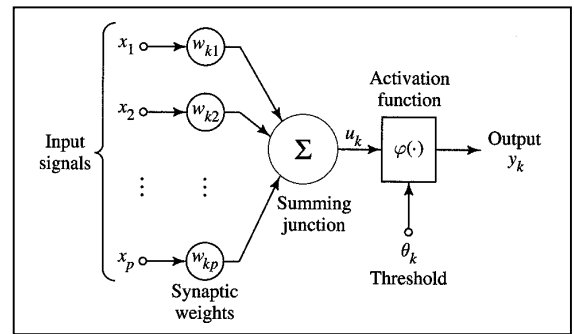 Input
signals
x₁
x₂
⋮
xₚ
wₖ₁
wₖ₂
⋮
wₖₚ
Synaptic
weights
Σ
Summing
junction
uₖ
Activation
function
φ(·)
θₖ
Threshold
Output
yₖ